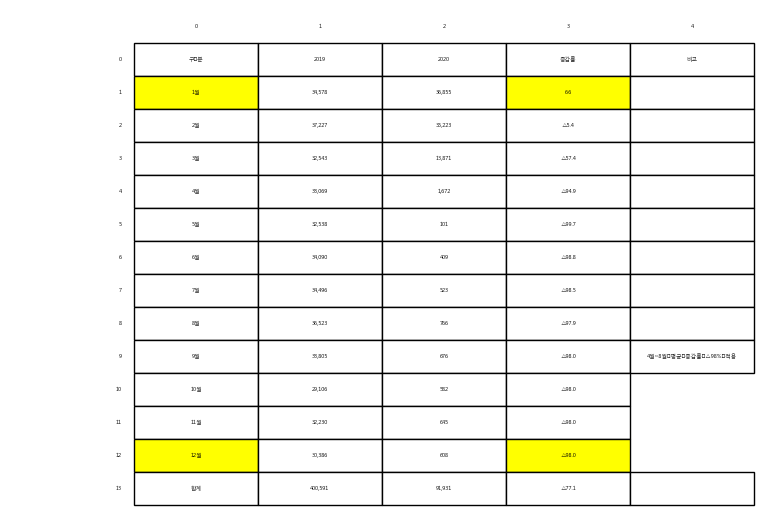 0 1 2 3 4
0 구분 2019 2020 증감률 비고
1 1월 34,578 36,855 6.6
2 2월 37,227 35,223 △5.4
3 3월 32,543 13,871 △57.4
4 4월 33,069 1,672 △94.9
5 5월 32,538 101 △99.7
6 6월 34,090 409 △98.8
7 7월 34,496 523 △98.5
8 8월 36,523 766 △97.9
9 9월 33,805 676 △98.0 4월~8월 평균 증감률 △98% 적용
10 10월 29,106 582 △98.0
11 11월 32,230 645 △98.0
12 12월 30,386 608 △98.0
13 합계 400,591 91,931 △77.1